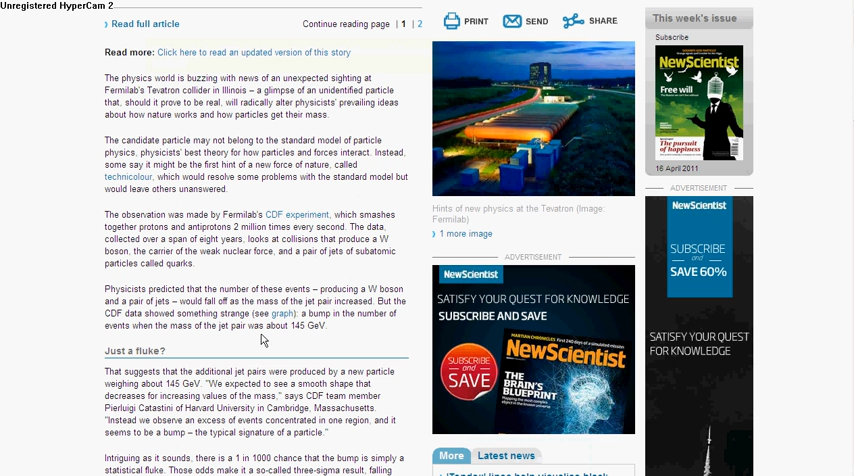 Unregistered HyperCam 2
Read full article
Continue reading page | 1 | 2
Read more: Click here to read an updated version of this story
The physics world is buzzing with news of an unexpected sighting at
Fermilab's Tevatron collider in Illinois – a glimpse of an unidentified particle
that, should it prove to be real, will radically alter physicists' prevailing ideas
about how nature works and how particles get their mass.
The candidate particle may not belong to the standard model of particle
physics, physicists' best theory for how particles and forces interact. Instead,
some say it might be the first hint of a new force of nature, called
technicolour, which would resolve some problems with the standard model but
would leave others unanswered.
The observation was made by Fermilab's CDF experiment, which smashes
together protons and antiprotons 2 million times every second. The data,
collected over a span of eight years, looks at collisions that produce a W
boson, the carrier of the weak nuclear force, and a pair of jets of subatomic
particles called quarks.
Physicists predicted that the number of these events – producing a W boson
and a pair of jets – would fall off as the mass of the jet pair increased. But the
CDF data showed something strange (see graph): a bump in the number of
events when the mass of the jet pair was about 145 GeV.
Just a fluke?
That suggests that the additional jet pairs were produced by a new particle
weighing about 145 GeV. "We expected to see a smooth shape that
decreases for increasing values of the mass," says CDF team member
Pierluigi Catastini of Harvard University in Cambridge, Massachusetts.
"Instead we observe an excess of events concentrated in one region, and it
seems to be a bump – the typical signature of a particle."
Intriguing as it sounds, there is a 1 in 1000 chance that the bump is simply a
statistical fluke. Those odds make it a so-called three-sigma result, falling
PRINT
SEND
SHARE
Hints of new physics at the Tevatron (Image:
Fermilab)
1 more image
ADVERTISEMENT
NewScientist
SATISFY YOUR QUEST FOR KNOWLEDGE
SUBSCRIBE AND SAVE
SUBSCRIBE
and
SAVE
NewScientist
THE
BRAIN'S
BLUEPRINT
More
Latest news
This week's issue
Subscribe
NewScientist
Free will
The pursuit
of happiness
16 April 2011
ADVERTISEMENT
NewScientist
SUBSCRIBE
and
SAVE 60%
SATISFY YOUR QUEST
FOR KNOWLEDGE